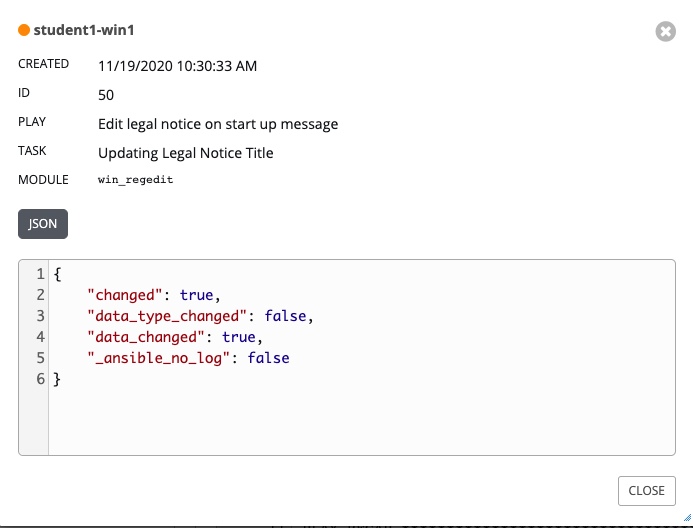 student1-win1
CREATED 11/19/2020 10:30:33 AM
ID 50
PLAY Edit legal notice on start up message
TASK Updating Legal Notice Title
MODULE win_regedit
JSON
1 {
2 "changed": true,
3 "data_type_changed": false,
4 "data_changed": true,
5 "_ansible_no_log": false
6 }
CLOSE